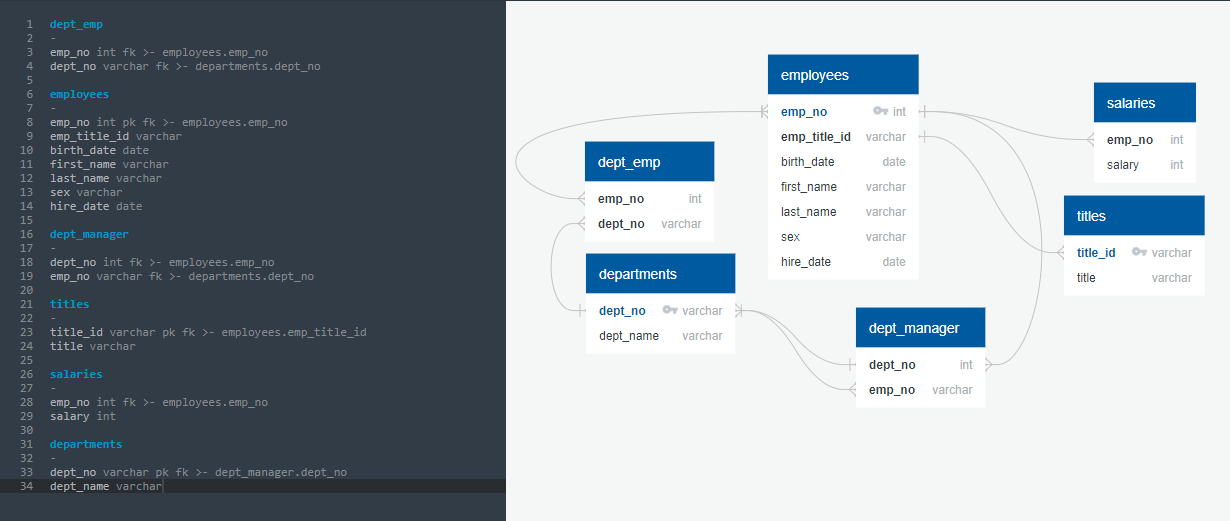 1 dept_emp
2 -
3 emp_no int fk >- employees.emp_no
4 dept_no varchar fk >- departments.dept_no
5
6 employees
7 -
8 emp_no int pk fk >- employees.emp_no
9 emp_title_id varchar
10 birth_date date
11 first_name varchar
12 last_name varchar
13 sex varchar
14 hire_date date
15
16 dept_manager
17 -
18 dept_no int fk >- employees.emp_no
19 emp_no varchar fk >- departments.dept_no
20
21 titles
22 -
23 title_id varchar pk fk >- employees.emp_title_id
24 title varchar
25
26 salaries
27 -
28 emp_no int fk >- employees.emp_no
29 salary int
30
31 departments
32 -
33 dept_no varchar pk fk >- dept_manager.dept_no
34 dept_name varchar
dept_emp
emp_no int
dept_no varchar
departments
dept_no varchar
dept_name varchar
employees
emp_no int
emp_title_id varchar
birth_date date
first_name varchar
last_name varchar
sex varchar
hire_date date
dept_manager
dept_no int
emp_no varchar
salaries
emp_no int
salary int
titles
title_id varchar
title varchar